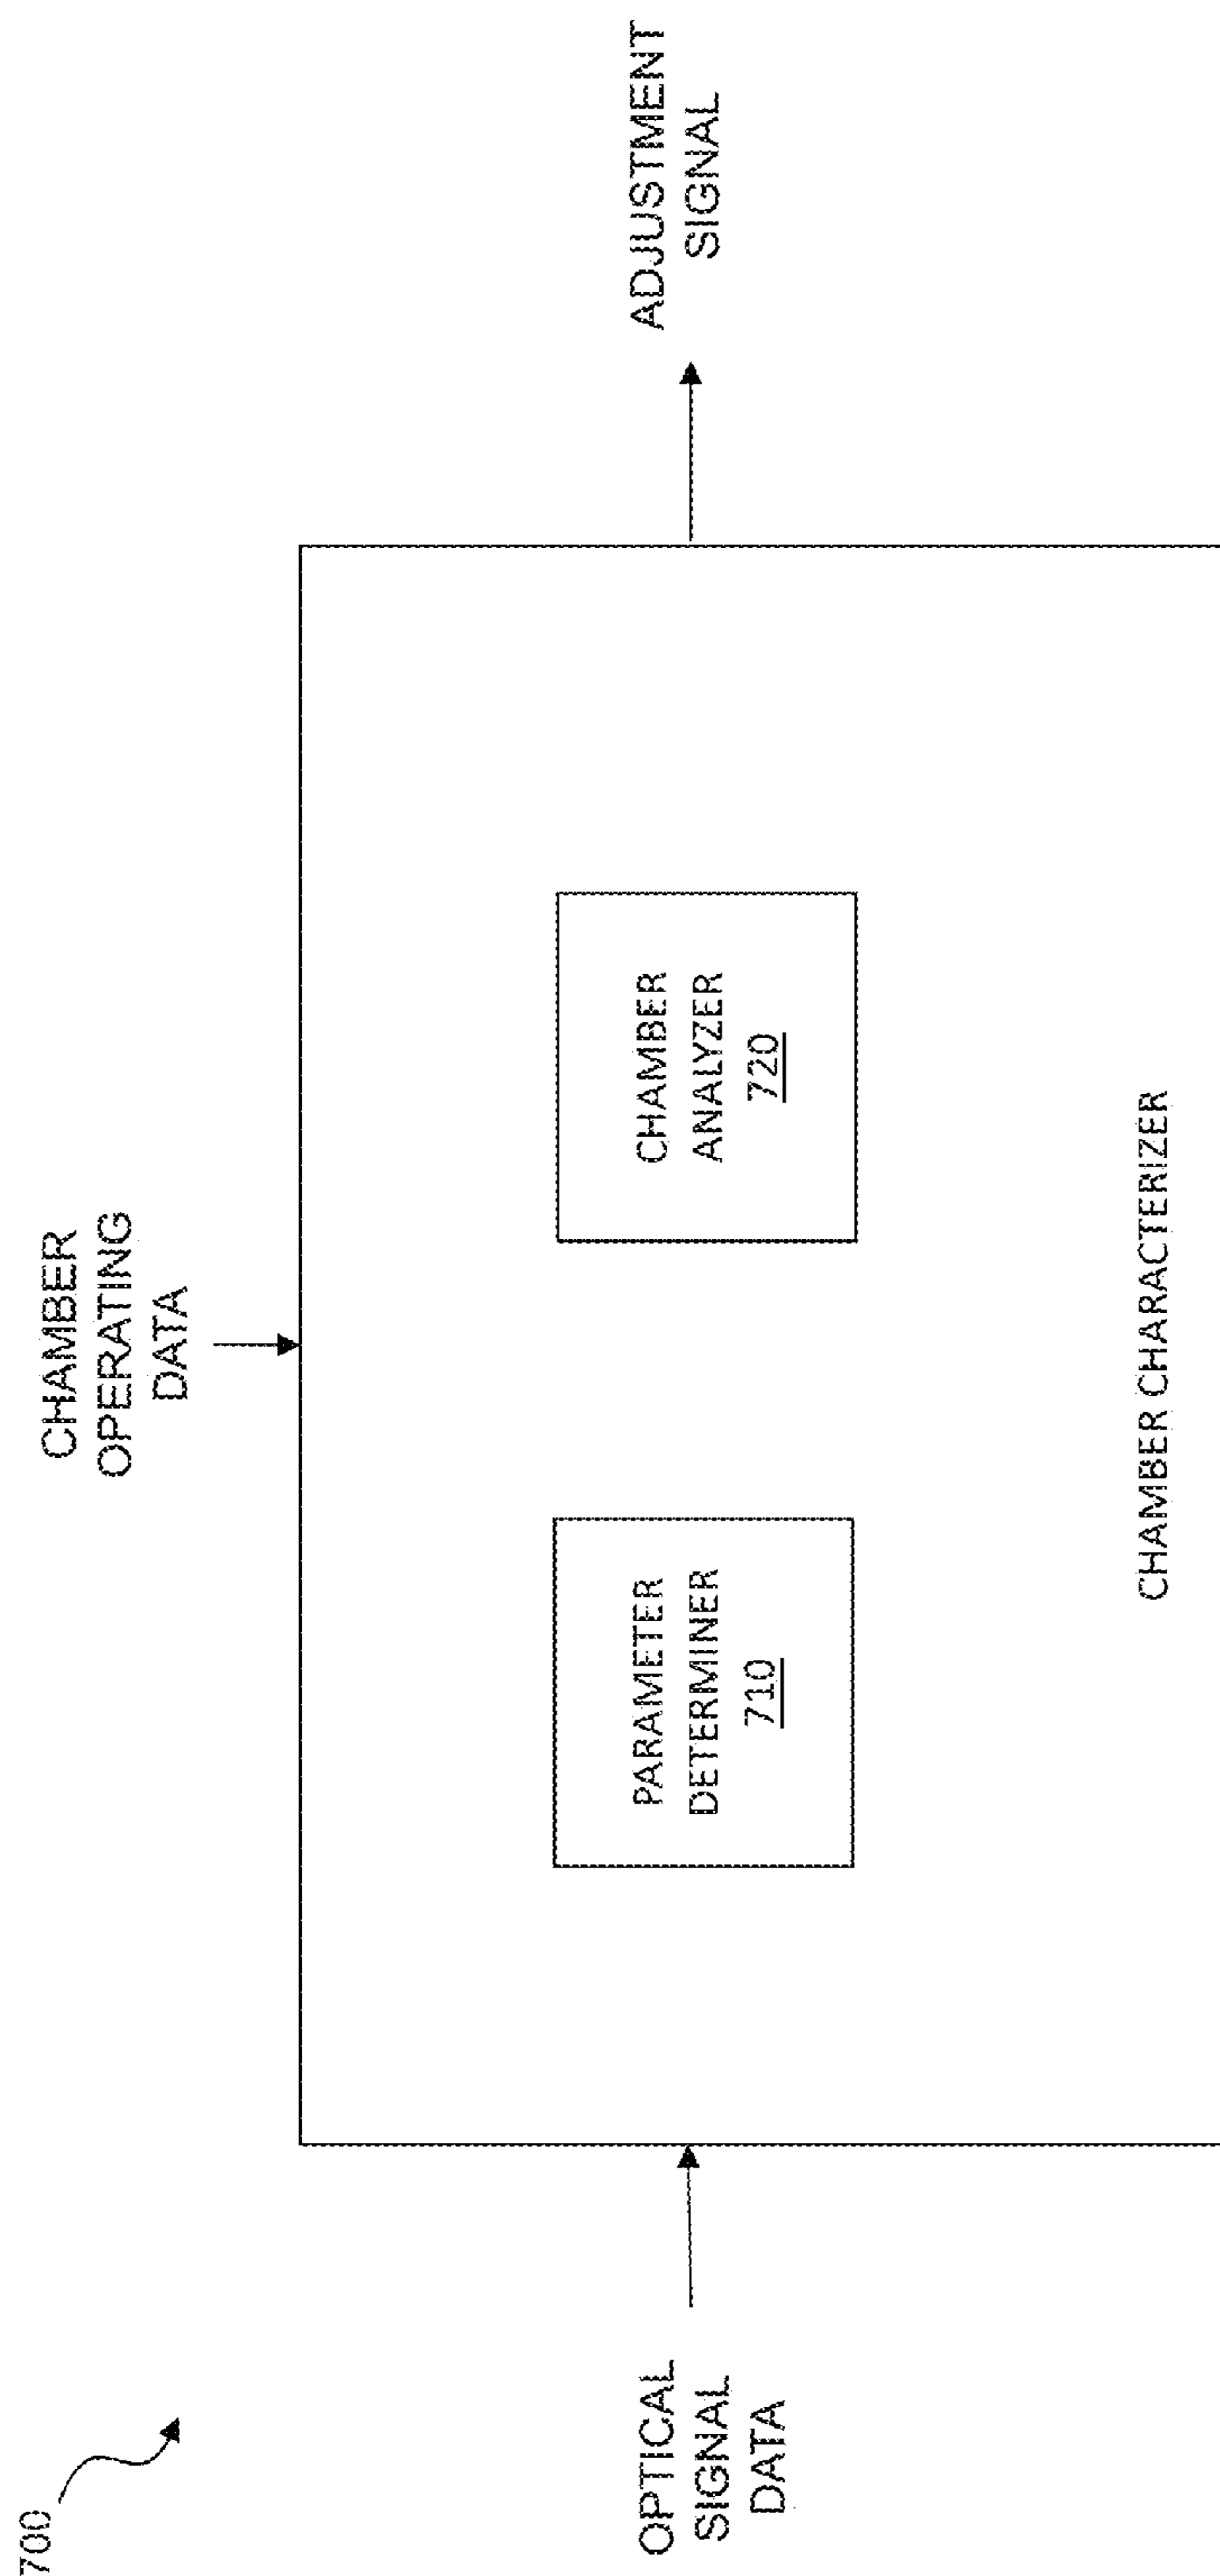 700
CHAMBER
OPERATING
DATA
OPTICAL
SIGNAL
DATA
PARAMETER
DETERMINER
710
CHAMBER
ANALYZER
720
ADJUSTMENT
SIGNAL
CHAMBER CHARACTERIZER